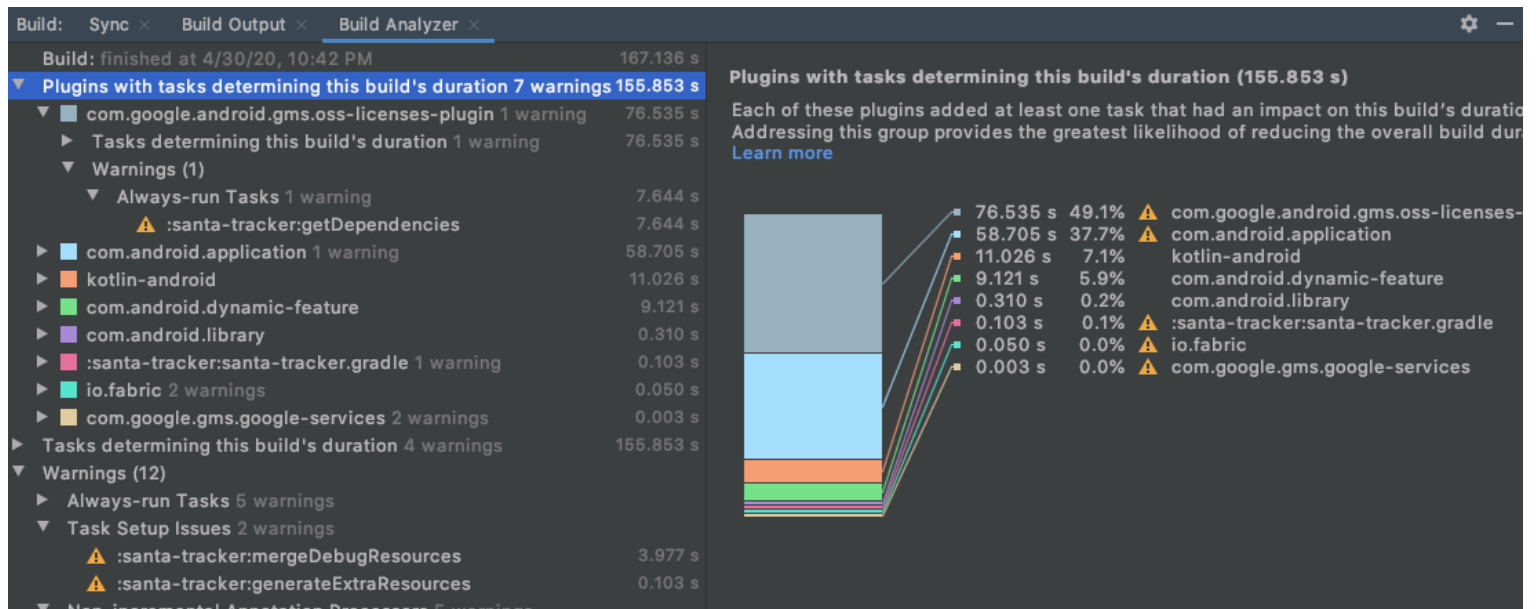 Build: Sync × Build Output × Build Analyzer ×
Build: finished at 4/30/20, 10:42 PM 167.136 s
Plugins with tasks determining this build's duration 7 warnings 155.853 s
com.google.android.gms.oss-licenses-plugin 1 warning 76.535 s
Tasks determining this build's duration 1 warning 76.535 s
Warnings (1)
Always-run Tasks 1 warning 7.644 s
:santa-tracker:getDependencies 7.644 s
com.android.application 1 warning 58.705 s
kotlin-android 11.026 s
com.android.dynamic-feature 9.121 s
com.android.library 0.310 s
:santa-tracker:santa-tracker.gradle 1 warning 0.103 s
io.fabric 2 warnings 0.050 s
com.google.gms.google-services 2 warnings 0.003 s
Tasks determining this build's duration 4 warnings 155.853 s
Warnings (12)
Always-run Tasks 5 warnings
Task Setup Issues 2 warnings
:santa-tracker:mergeDebugResources 3.977 s
:santa-tracker:generateExtraResources 0.103 s
Non-incremental Annotation Processors 5 warnings
Plugins with tasks determining this build's duration (155.853 s)
Each of these plugins added at least one task that had an impact on this build's duratio
Addressing this group provides the greatest likelihood of reducing the overall build dur
Learn more
76.535 s 49.1% com.google.android.gms.oss-licenses-
58.705 s 37.7% com.android.application
11.026 s 7.1% kotlin-android
9.121 s 5.9% com.android.dynamic-feature
0.310 s 0.2% com.android.library
0.103 s 0.1% :santa-tracker:santa-tracker.gradle
0.050 s 0.0% io.fabric
0.003 s 0.0% com.google.gms.google-services